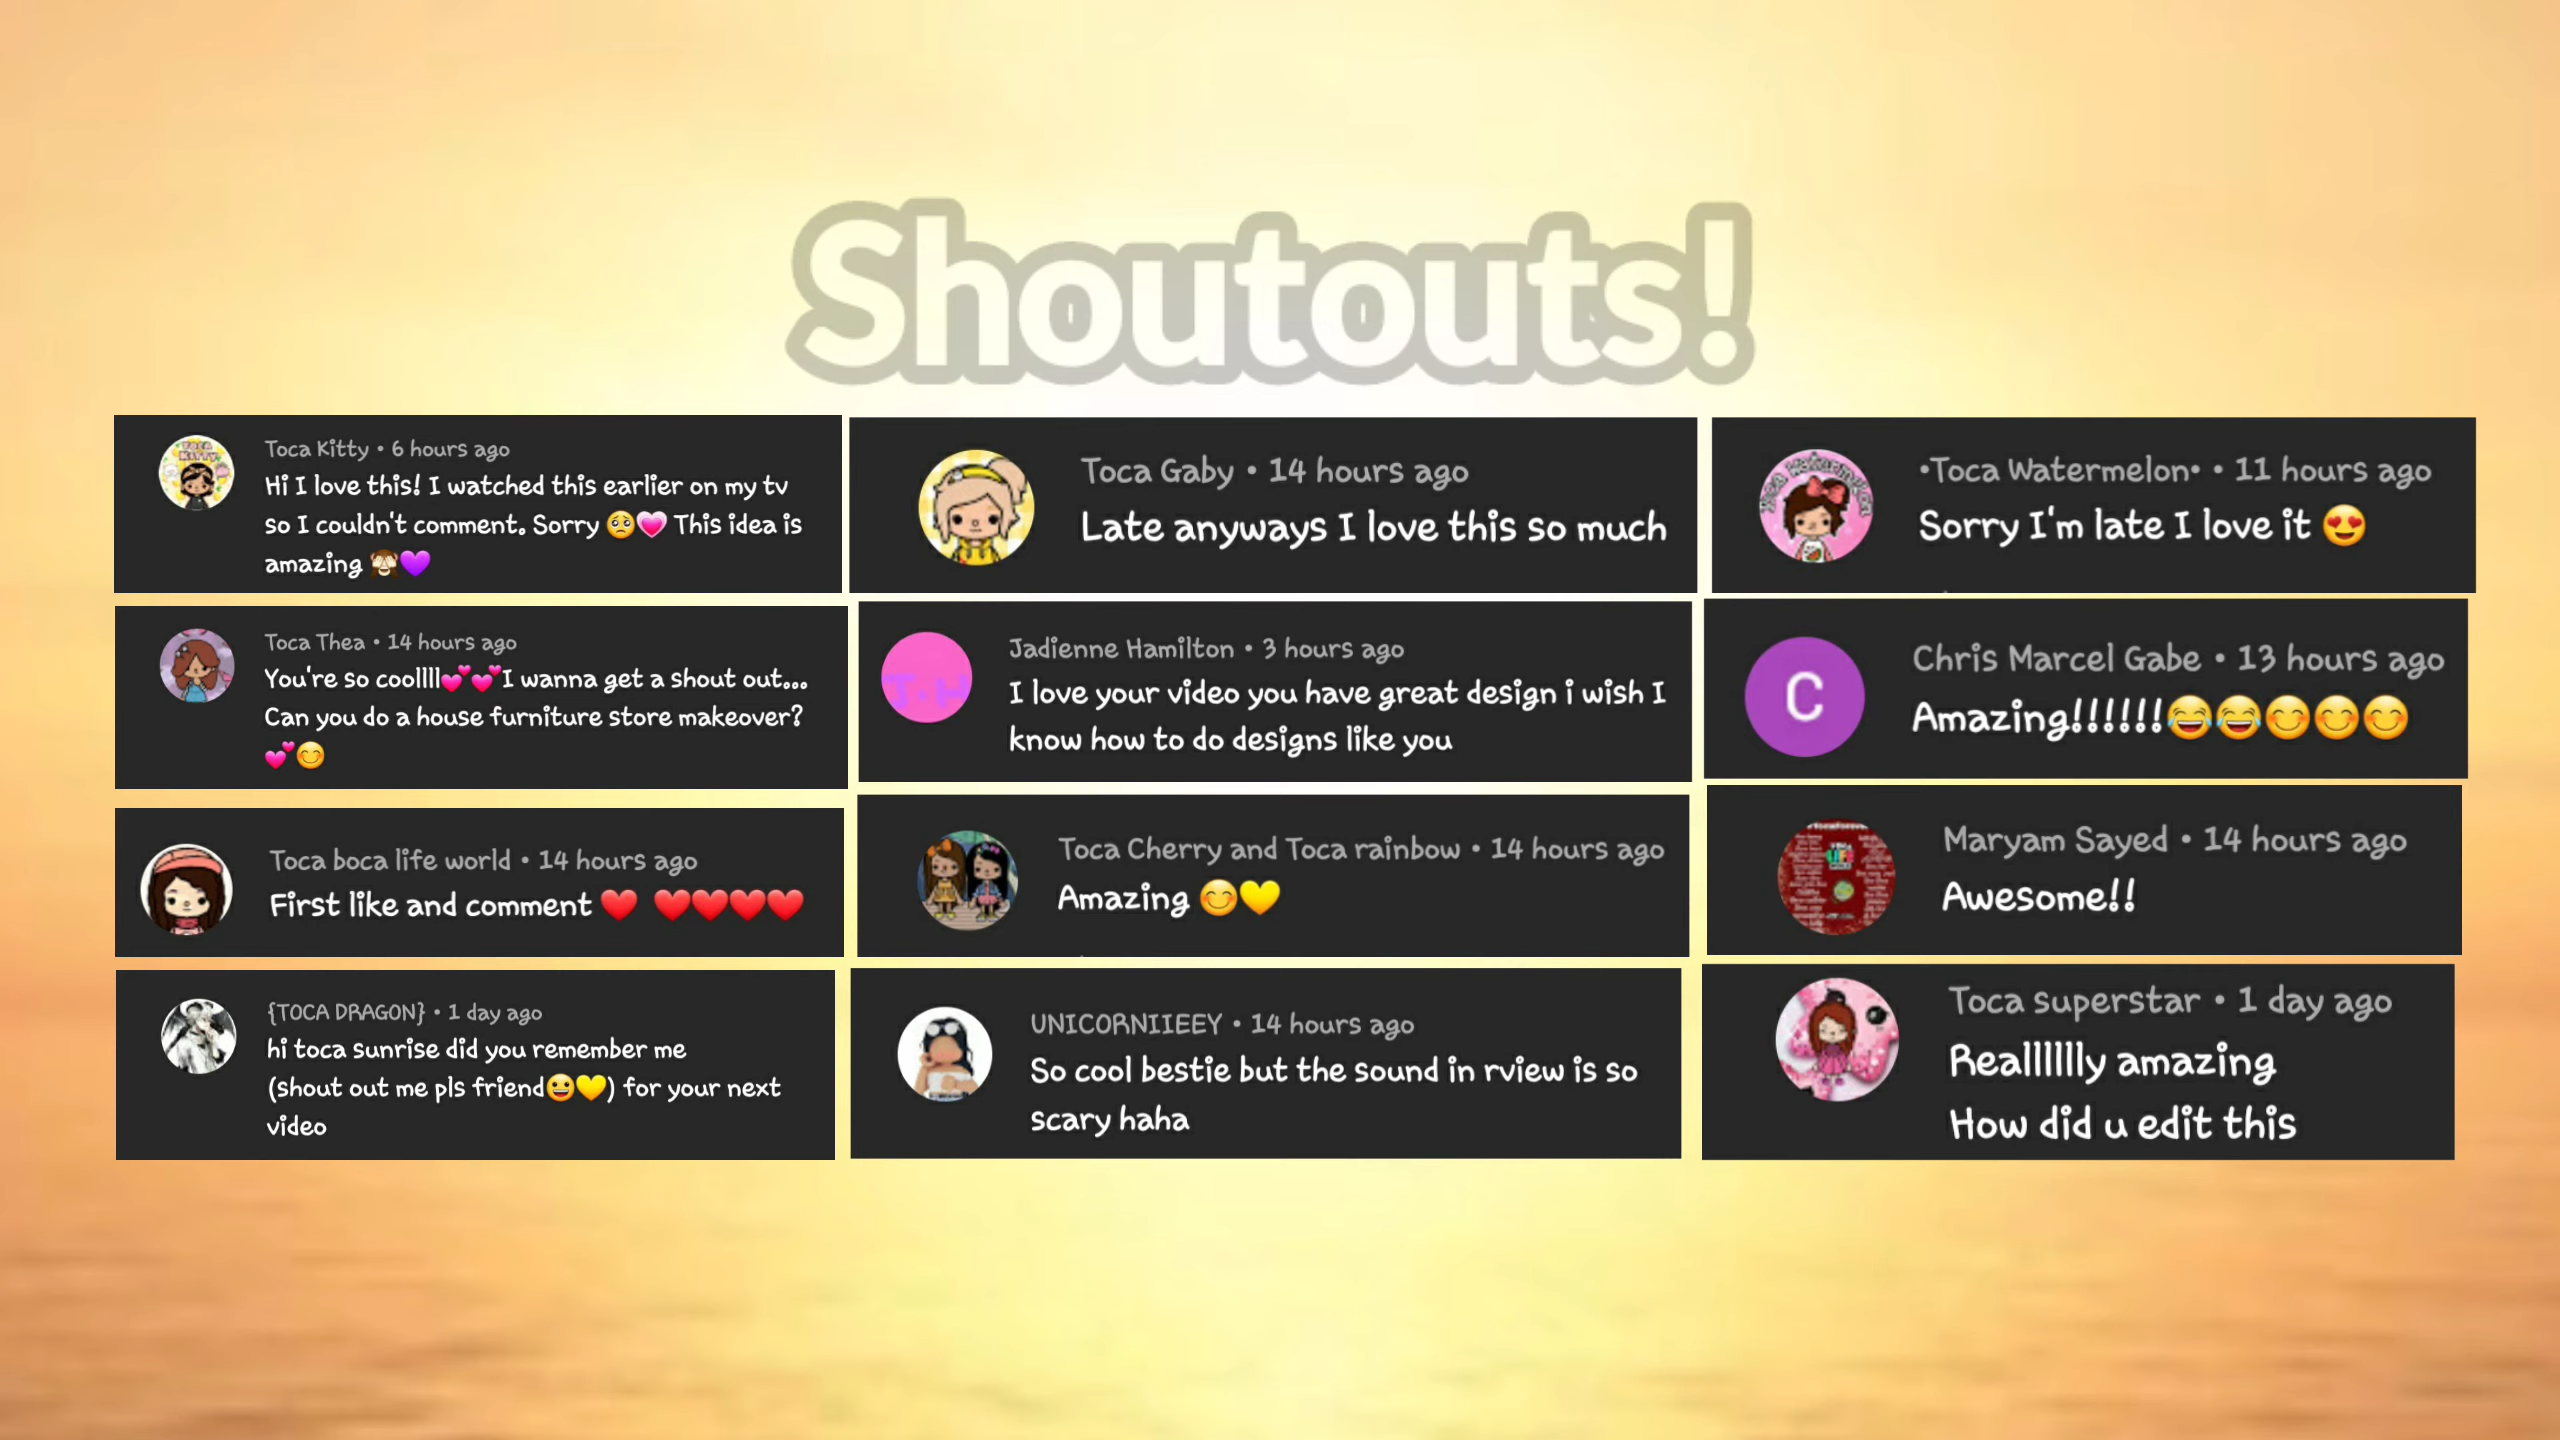 Shoutouts!
Toca Kitty • 6 hours ago
Hi I love this! I watched this earlier on my tv
so I couldn't comment. Sorry 🥺💗 This idea is
amazing 🙈💜
Toca Gaby • 14 hours ago
Late anyways I love this so much
•Toca Watermelon• • 11 hours ago
Sorry I'm late I love it 😍
Toca Thea • 14 hours ago
You're so coollll💕💕I wanna get a shout out...
Can you do a house furniture store makeover?
💕😊
T.H
Jadienne Hamilton • 3 hours ago
I love your video you have great design i wish I
know how to do designs like you
C
Chris Marcel Gabe • 13 hours ago
Amazing!!!!!!😂😂😊😊😊
Toca boca life world • 14 hours ago
First like and comment ❤️ ❤️❤️❤️❤️
Toca Cherry and Toca rainbow • 14 hours ago
Amazing 😊💛
Maryam Sayed • 14 hours ago
Awesome!!
{TOCA DRAGON} • 1 day ago
hi toca sunrise did you remember me
(shout out me pls friend😀💛) for your next
video
UNICORNIIEEY • 14 hours ago
So cool bestie but the sound in rview is so
scary haha
Toca superstar • 1 day ago
Realllllly amazing
How did u edit this